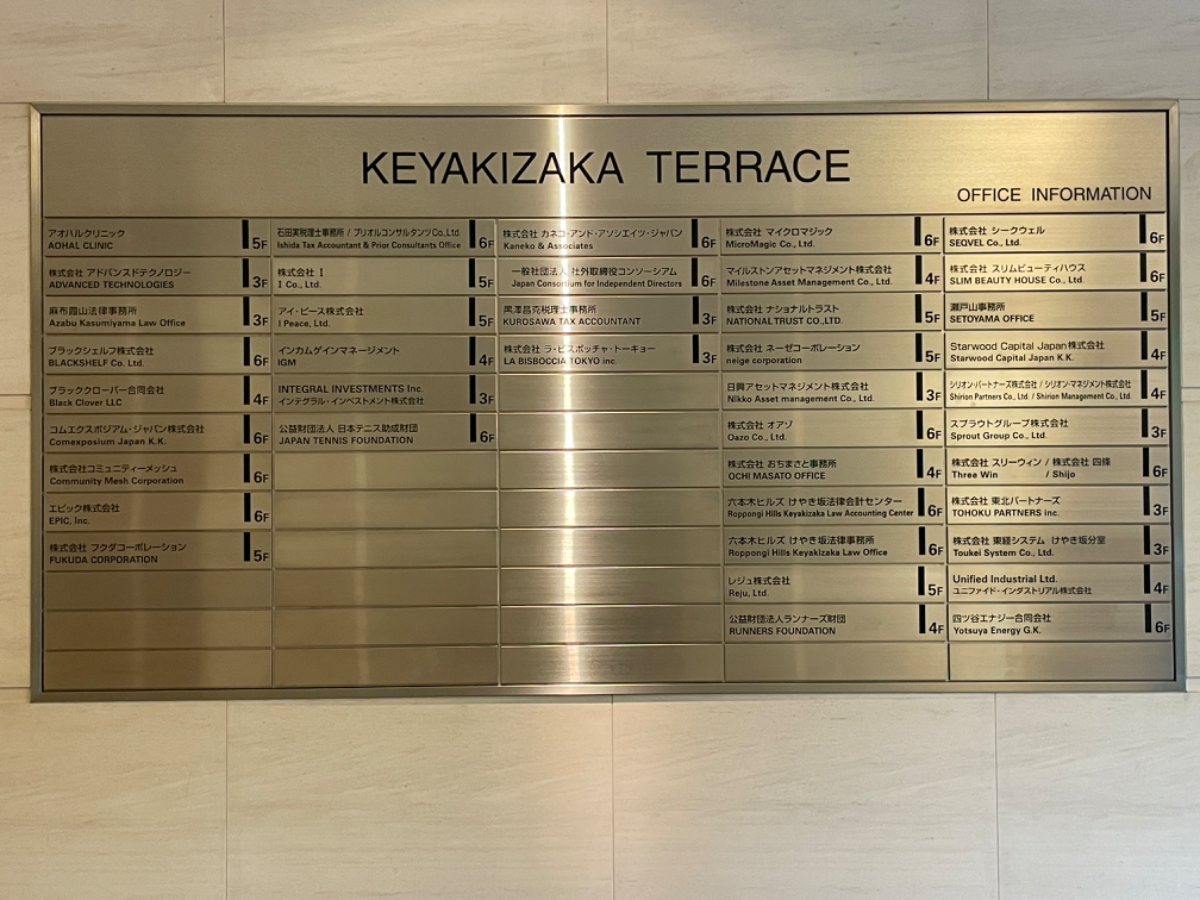 KEYAKIZAKA TERRACE
OFFICE INFORMATION
アオハルクリニック
AOHAL CLINIC
5F
株式会社 アドバンスドテクノロジー
ADVANCED TECHNOLOGIES
3F
麻布霞山法律事務所
Azabu Kasumiyama Law Office
3F
ブラックシェルフ株式会社
BLACKSHELF Co. Ltd.
6F
ブラッククローバー合同会社
Black Clover LLC
4F
コムエクスポジアム・ジャパン株式会社
Comexposium Japan K.K.
6F
株式会社コミュニティーメッシュ
Community Mesh Corporation
6F
エピック株式会社
EPIC, Inc.
6F
株式会社 フクダコーポレーション
FUKUDA CORPORATION
5F
石田実税理士事務所 / プリオルコンサルタンツCo.,Ltd.
Ishida Tax Accountant & Prior Consultants Office
6F
株式会社 I
I Co., Ltd.
5F
アイ・ピース株式会社
I Peace, Ltd.
5F
インカムゲインマネージメント
IGM
4F
INTEGRAL INVESTMENTS Inc.
インテグラル・インベストメント株式会社
3F
公益財団法人 日本テニス助成財団
JAPAN TENNIS FOUNDATION
6F
株式会社 カネコ・アンド・アソシエイツ・ジャパン
Kaneko & Associates
6F
一般社団法人 社外取締役コンソーシアム
Japan Consortium for Independent Directors
6F
黒澤昌克税理士事務所
KUROSAWA TAX ACCOUNTANT
3F
株式会社 ラ・ビスボッチャ・トーキョー
LA BISBOCCIA TOKYO inc.
3F
株式会社 マイクロマジック
MicroMagic Co., Ltd.
6F
マイルストンアセットマネジメント株式会社
Milestone Asset Management Co., Ltd.
4F
株式会社 ナショナルトラスト
NATIONAL TRUST CO.,LTD.
5F
株式会社 ネーゼコーポレーション
neige corporation
5F
日興アセットマネジメント株式会社
Nikko Asset management Co., Ltd.
3F
株式会社 オアゾ
Oazo Co., Ltd.
6F
株式会社 おちまさと事務所
OCHI MASATO OFFICE
4F
六本木ヒルズ けやき坂法律会計センター
Roppongi Hills Keyakizaka Law Accounting Center
6F
六本木ヒルズ けやき坂法律事務所
Roppongi Hills Keyakizaka Law Office
6F
レジュ株式会社
Reju, Ltd.
5F
公益財団法人ランナーズ財団
RUNNERS FOUNDATION
4F
株式会社 シークウェル
SEQVEL Co., Ltd.
6F
株式会社 スリムビューティハウス
SLIM BEAUTY HOUSE Co., Ltd.
6F
瀬戸山事務所
SETOYAMA OFFICE
5F
Starwood Capital Japan株式会社
Starwood Capital Japan K.K.
4F
シリオン・パートナーズ株式会社 / シリオン・マネジメント株式会社
Shirion Partners Co., Ltd. / Shirion Management Co., Ltd.
4F
スプラウトグループ株式会社
Sprout Group Co., Ltd.
3F
株式会社 スリーウィン / 株式会社 四條
Three Win / Shijo
6F
株式会社 東北パートナーズ
TOHOKU PARTNERS inc.
3F
株式会社 東経システム けやき坂分室
Toukei System Co., Ltd.
3F
Unified Industrial Ltd.
ユニファイド・インダストリアル株式会社
4F
四ツ谷エナジー合同会社
Yotsuya Energy G.K.
6F